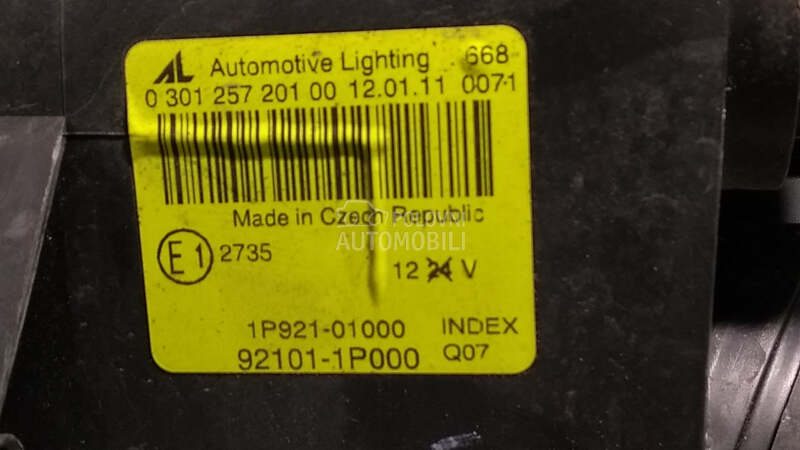 AL Automotive Lighting 668
0 301 257 201 00 12.01.11 0071
Made in Czech Republic
POLOVNI
AUTOMOBILI
E1 2735
12 24 V
1P921-01000 INDEX
92101-1P000 Q07